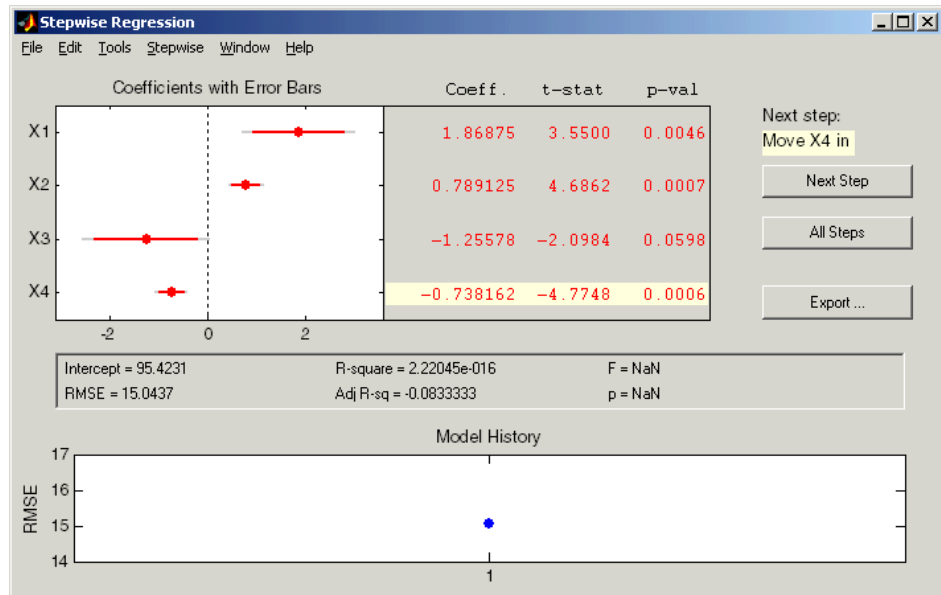 Stepwise Regression
File Edit Tools Stepwise Window Help
Coefficients with Error Bars
Coeff. t-stat p-val
X1 1.86875 3.5500 0.0046
X2 0.789125 4.6862 0.0007
X3 −1.25578 −2.0984 0.0598
X4 −0.738162 −4.7748 0.0006
-2 0 2
Next step:
Move X4 in
Next Step
All Steps
Export ...
Intercept = 95.4231 R-square = 2.22045e-016 F = NaN
RMSE = 15.0437 Adj R-sq = -0.0833333 p = NaN
Model History
RMSE
17
16
15
14
1